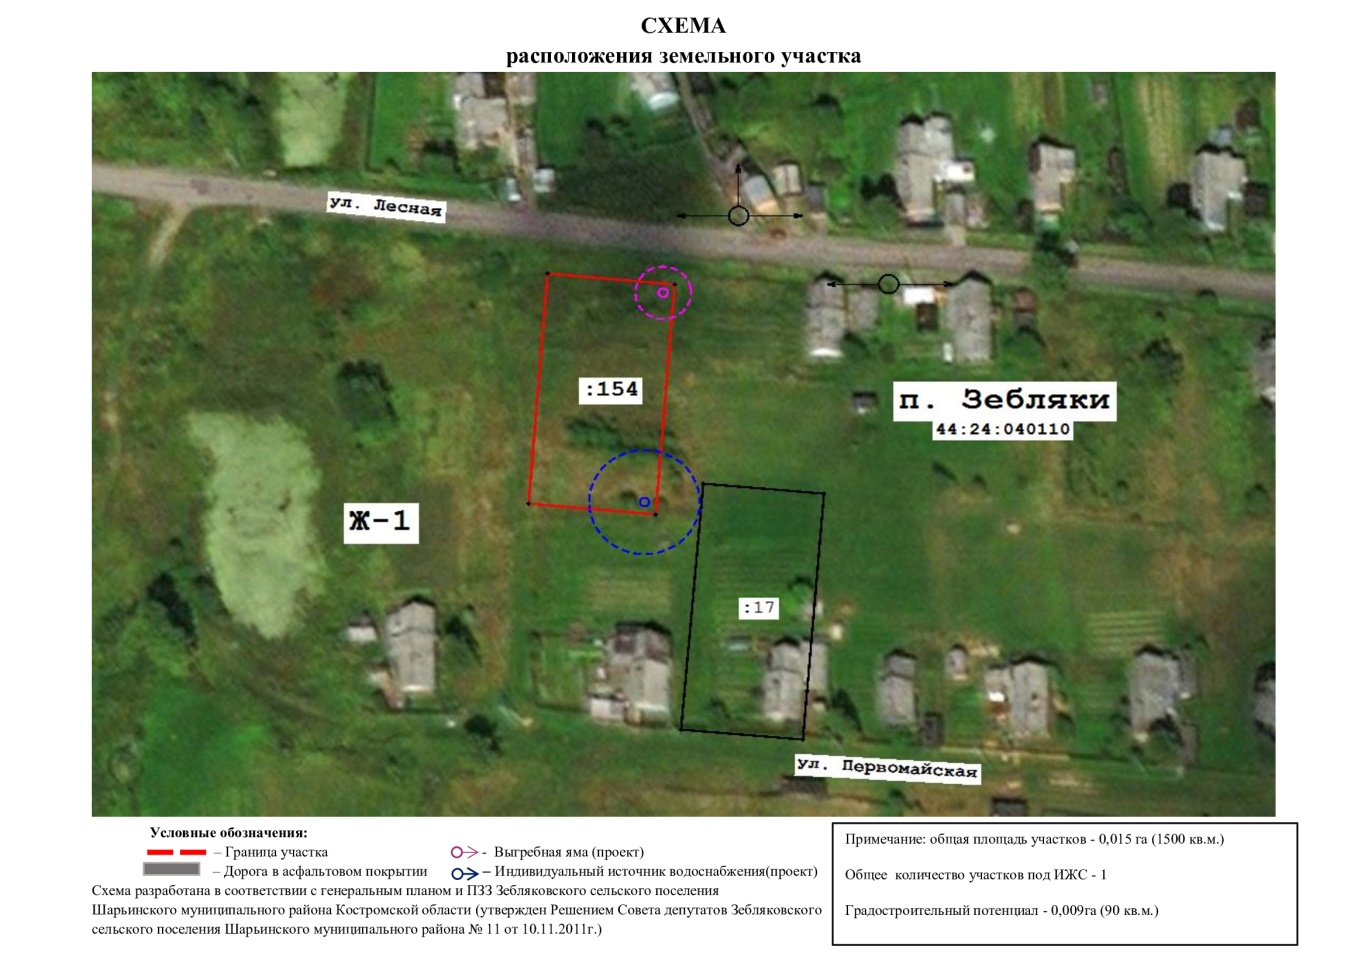 СХЕМА
расположения земельного участка
ул. Лесная
:154
п. Зебляки
44:24:040110
Ж-1
:17
ул. Первомайская
Условные обозначения:
– Граница участка
– Дорога в асфальтовом покрытии
- Выгребная яма (проект)
– Индивидуальный источник водоснабжения(проект)
Схема разработана в соответствии с генеральным планом и ПЗЗ Зебляковского сельского поселения
Шарьинского муниципального района Костромской области (утвержден Решением Совета депутатов Зебляковского
сельского поселения Шарьинского муниципального района № 11 от 10.11.2011г.)
Примечание: общая площадь участков - 0,015 га (1500 кв.м.)
Общее количество участков под ИЖС - 1
Градостроительный потенциал - 0,009га (90 кв.м.)